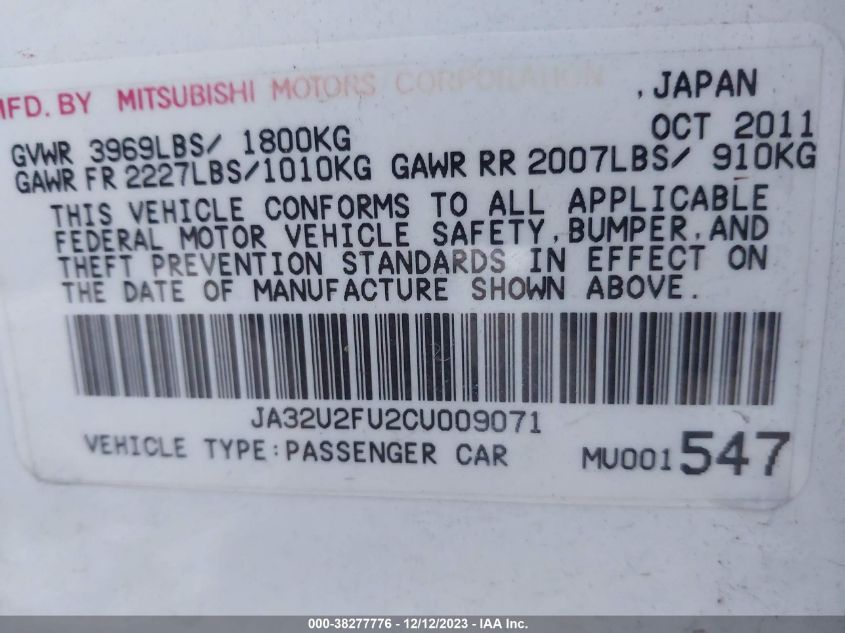 MFD. BY MITSUBISHI MOTORS CORPORATION , JAPAN
OCT 2011
GVWR 3969LBS/ 1800KG
GAWR FR 2227LBS/1010KG GAWR RR 2007LBS/ 910KG
THIS VEHICLE CONFORMS TO ALL APPLICABLE
FEDERAL MOTOR VEHICLE SAFETY, BUMPER, AND
THEFT PREVENTION STANDARDS IN EFFECT ON
THE DATE OF MANUFACTURE SHOWN ABOVE.
JA32U2FU2CU009071
VEHICLE TYPE:PASSENGER CAR MU001547
000-38277776 - 12/12/2023 - IAA Inc.